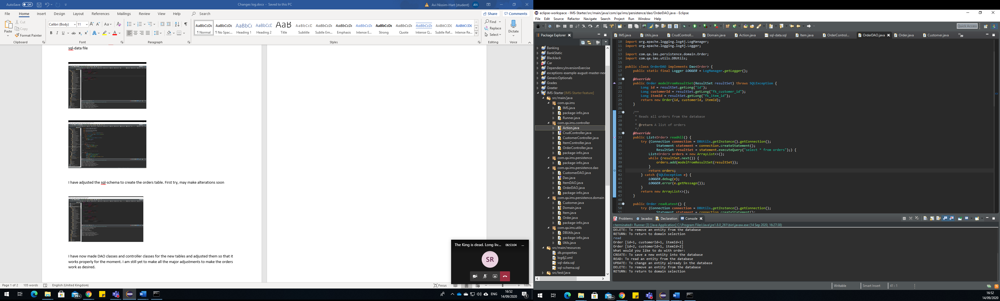 AutoSave Off
Changes log.docx - Saved to this PC
Avi Nissim-Hart (student) AN
File Home Insert Design Layout References Mailings Review View Help Search
Share Comments
Paste
Cut
Copy
Format Painter
Clipboard
Calibri (Body) 11
Font
Paragraph
AaBbCcDc AaBbCcDc AaBbCc AaBbCcE AaB AaBbCcD AaBbCcDc AaBbCcDc AaBbCcDc AaBbCcDc AaBbCcDc AaBbCcDc AABBCCDC AABBCCDC
¶ Normal ¶ No Spac... Heading 1 Heading 2 Title Subtitle Subtle Em... Emphasis Intense E... Strong Quote Intense Q... Subtle Ref... Intense Re...
Styles
Find
Replace
Select
Editing
Dictate
Voice
sql-data file
I have adjusted the sql-schema to create the orders table. First try, may make alterations soon
I have now made DAO classes and controller classes for the new tables and adjusted them so that it
works properly for the moment. I am still yet to make all the major adjustments to make the orders
work as desired.
The King is dead. Long liv... 06:53:04
SR
Page 1 of 2 105 words English (United Kingdom)
Focus 100%
99+
ENG
16:52
14/09/2020
eclipse-workspace - IMS-Starter/src/main/java/com/qa/ims/persistence/dao/OrderDAO.java - Eclipse
File Edit Source Refactor Navigate Search Project Run Window Help
Quick Access
Package Explorer
Banking
BankStatic
BlackJack
Car
DependencyInversionExercise
exceptions-example-august-master-new
GenericOptionals
Grades
Greeter
IMS-Starter [IMS-Starter feature]
src/main/java
com.qa.ims
IMS.java
package-info.java
Runner.java
com.qa.ims.controller
Action.java
CrudController.java
CustomerController.java
ItemController.java
OrderController.java
package-info.java
com.qa.ims.persistence
package-info.java
com.qa.ims.persistence.dao
CustomerDAO.java
Dao.java
ItemDAO.java
OrderDAO.java
package-info.java
com.qa.ims.persistence.domain
Customer.java
Domain.java
Item.java
Order.java
package-info.java
com.qa.ims.utils
DBUtils.java
package-info.java
Utils.java
src/main/resources
db.properties
log4j2.xml
sql-data.sql
sql-schema.sql
src/test/java
IMS.java Utils.java CrudControll... Domain.java Action.java sql-data.sql Item.java OrderControl... OrderDAO.java Order.java Customer.java
10 import org.apache.logging.log4j.LogManager;
11 import org.apache.logging.log4j.Logger;
12
13 import com.qa.ims.persistence.domain.Order;
14 import com.qa.ims.utils.DBUtils;
15
16 public class OrderDAO implements Dao<Order> {
17 public static final Logger LOGGER = LogManager.getLogger();
18
19 @Override
20 public Order modelFromResultSet(ResultSet resultSet) throws SQLException {
21 Long id = resultSet.getLong("id");
22 Long customerId = resultSet.getLong("fk_customer_id");
23 Long itemId = resultSet.getLong("fk_item_id");
24 return new Order(id, customerId, itemId);
25 }
26
27 /**
28 * Reads all orders from the database
29 *
30 * @return A list of orders
31 */
32 @Override
33 public List<Order> readAll() {
34 try (Connection connection = DBUtils.getInstance().getConnection();
35 Statement statement = connection.createStatement();
36 ResultSet resultSet = statement.executeQuery("select * from orders");) {
37 List<Order> orders = new ArrayList<>();
38 while (resultSet.next()) {
39 orders.add(modelFromResultSet(resultSet));
40 }
41 return orders;
42 } catch (SQLException e) {
43 LOGGER.debug(e);
44 LOGGER.error(e.getMessage());
45 }
46 return new ArrayList<>();
47 }
48
49 public Order readLatest() {
50 try (Connection connection = DBUtils.getInstance().getConnection();
51 Statement statement = connection.createStatement();
Problems Javadoc Declaration Console
<terminated> Runner (3) [Java Application] C:\Program Files\Java\jre1.8.0_261\bin\javaw.exe (14 Sep 2020, 16:27:38)
DELETE: To remove an entity from the database
RETURN: To return to domain selection
read
Order [id=1, customerId=1, itemId=1]
Order [id=2, customerId=1, itemId=2]
What would you like to do with order:
CREATE: To save a new entity into the database
READ: To read an entity from the database
UPDATE: To change an entity already in the database
DELETE: To remove an entity from the database
RETURN: To return to domain selection
Writable Smart Insert 41 : 1
99+
16:52
14/09/2020